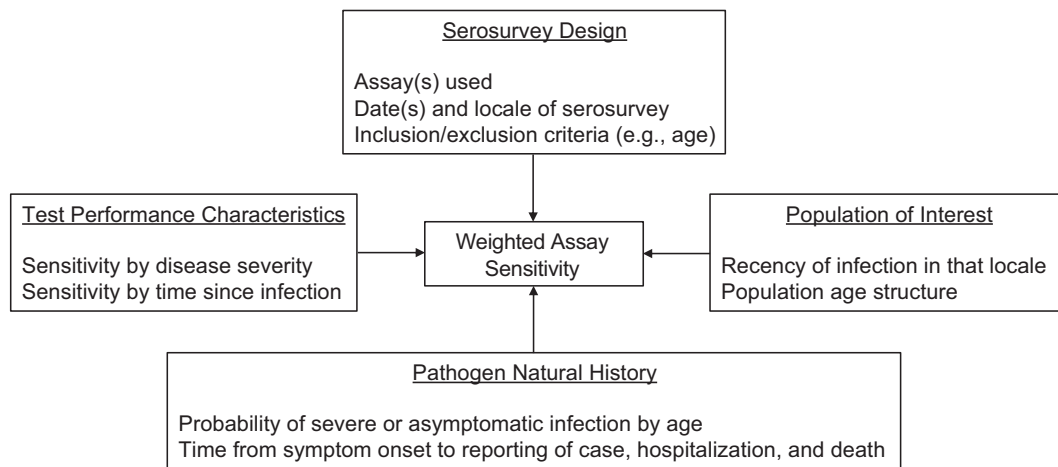 Serosurvey Design
Assay(s) used
Date(s) and locale of serosurvey
Inclusion/exclusion criteria (e.g., age)
Test Performance Characteristics
Sensitivity by disease severity
Sensitivity by time since infection
Weighted Assay
Sensitivity
Population of Interest
Recency of infection in that locale
Population age structure
Pathogen Natural History
Probability of severe or asymptomatic infection by age
Time from symptom onset to reporting of case, hospitalization, and death